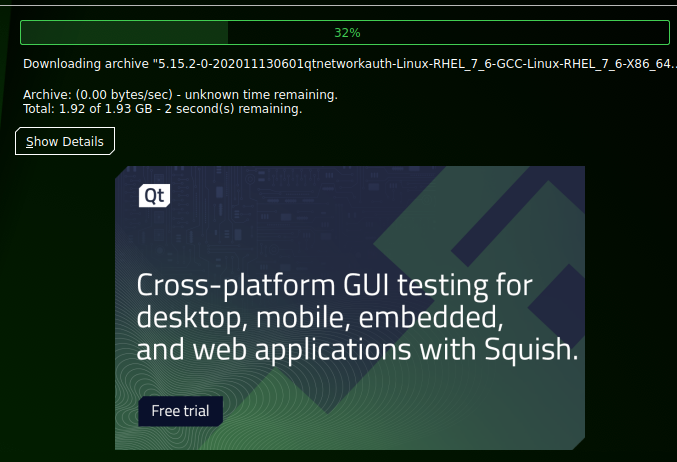 32%
Downloading archive "5.15.2-0-202011130601qtnetworkauth-Linux-RHEL_7_6-GCC-Linux-RHEL_7_6-X86_64..
Archive: (0.00 bytes/sec) - unknown time remaining.
Total: 1.92 of 1.93 GB - 2 second(s) remaining.
Show Details
Qt
Cross-platform GUI testing for
desktop, mobile, embedded,
and web applications with Squish.
Free trial